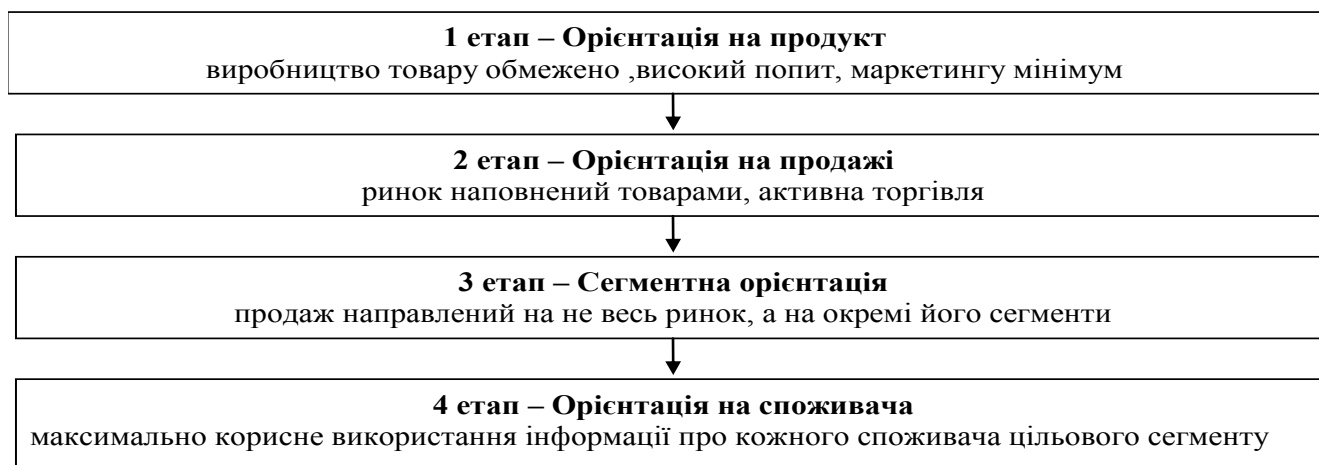 1 етап – Орієнтація на продукт
виробництво товару обмежено ,високий попит, маркетингу мінімум
2 етап – Орієнтація на продажі
ринок наповнений товарами, активна торгівля
3 етап – Сегментна орієнтація
продаж направлений на не весь ринок, а на окремі його сегменти
4 етап – Орієнтація на споживача
максимально корисне використання інформації про кожного споживача цільового сегменту